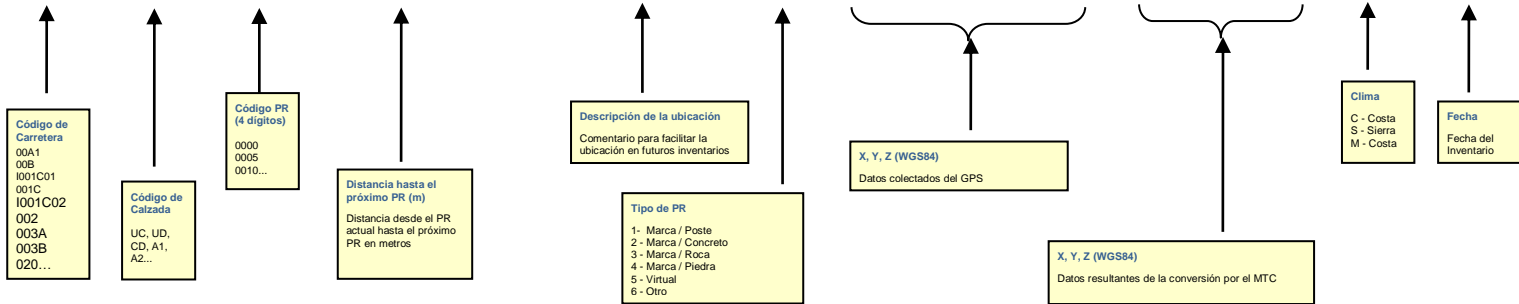 Código de
Carretera
00A1
00B
I001C01
001C
I001C02
002
003A
003B
020…
Código de
Calzada
UC, UD,
CD, A1,
A2...
Código PR
(4 dígitos)
0000
0005
0010...
Distancia hasta el
próximo PR (m)
Distancia desde el PR
actual hasta el próximo
PR en metros
Descripción de la ubicación
Comentario para facilitar la
ubicación en futuros inventarios
Tipo de PR
1- Marca / Poste
2 - Marca / Concreto
3 - Marca / Roca
4 - Marca / Piedra
5 - Virtual
6 - Otro
X, Y, Z (WGS84)
Datos colectados del GPS
X, Y, Z (WGS84)
Datos resultantes de la conversión por el MTC
Clima
C - Costa
S - Sierra
M - Costa
Fecha
Fecha del
Inventario